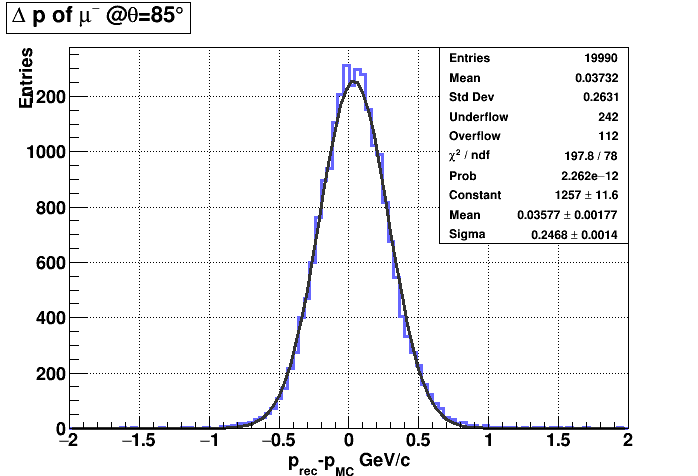 Δ p of μ⁻ @θ=85°
Entries
Entries 19990
Mean 0.03732
Std Dev 0.2631
Underflow 242
Overflow 112
χ² / ndf 197.8 / 78
Prob 2.262e−12
Constant 1257 ± 11.6
Mean 0.03577 ± 0.00177
Sigma 0.2468 ± 0.0014
1200
1000
800
600
400
200
0
−2 −1.5 −1 −0.5 0 0.5 1 1.5 2
p_rec-p_MC GeV/c